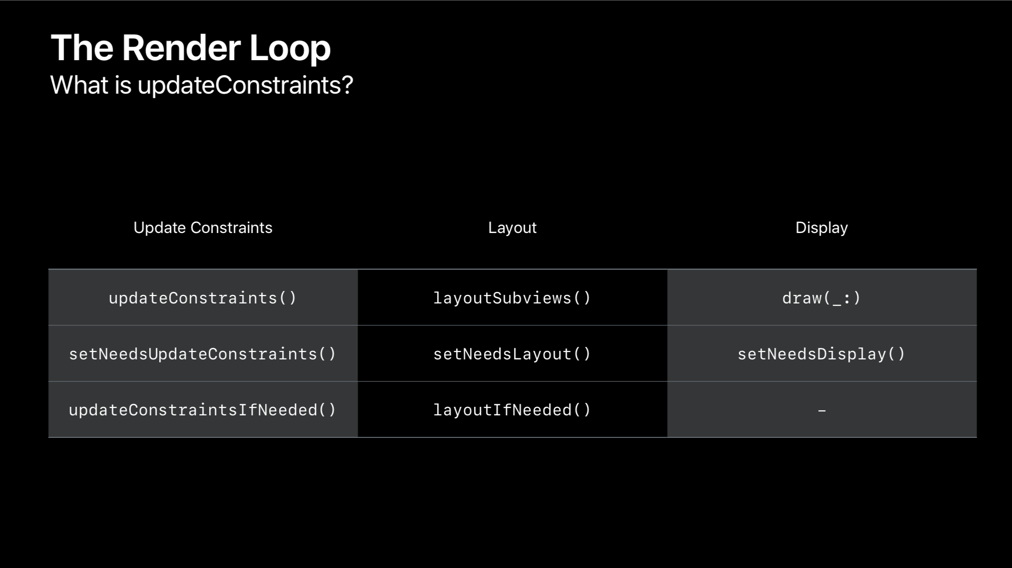 The Render Loop
What is updateConstraints?
Update Constraints Layout Display
updateConstraints() layoutSubviews() draw(_:)
setNeedsUpdateConstraints() setNeedsLayout() setNeedsDisplay()
updateConstraintsIfNeeded() layoutIfNeeded() –